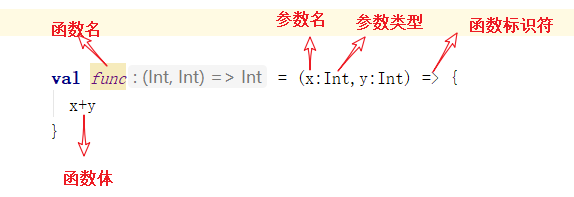 函数名
参数名
参数类型
函数标识符
val func : (Int, Int) => Int = (x:Int,y:Int) => {
x+y
}
函数体